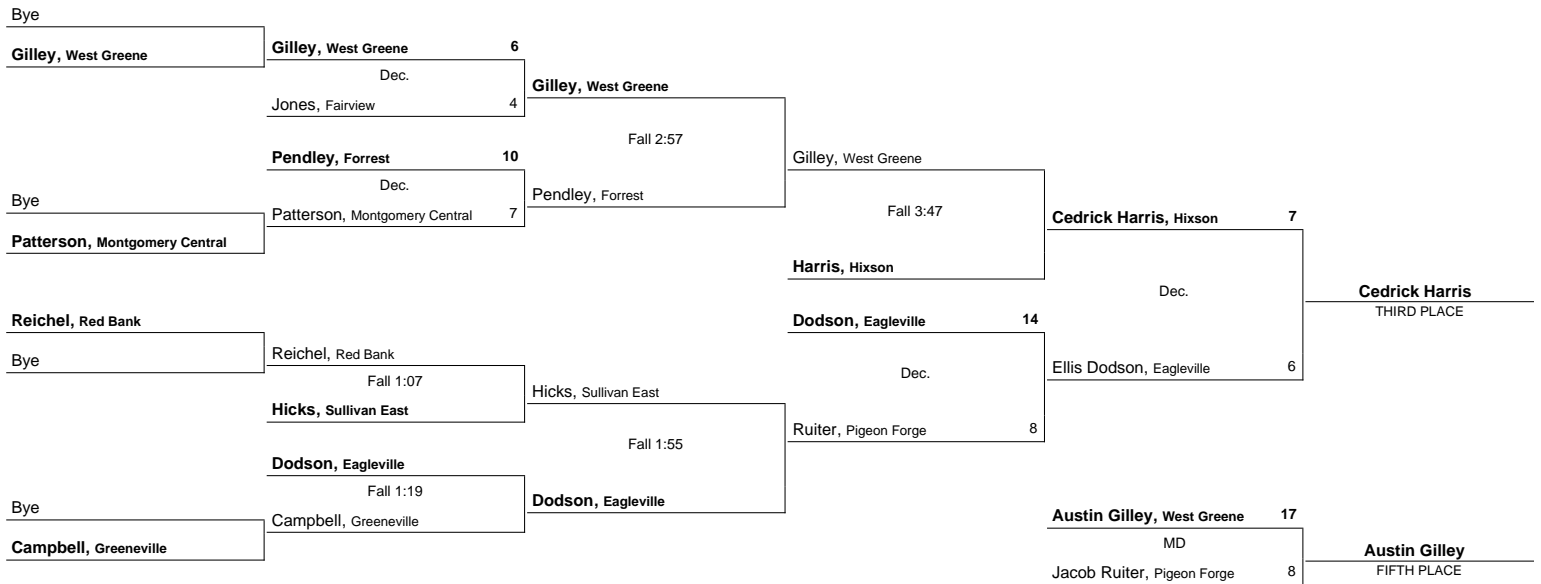 Bye
Gilley, West Greene
Bye
Patterson, Montgomery Central
Reichel, Red Bank
Bye
Bye
Campbell, Greeneville
Gilley, West Greene 6
Dec.
Jones, Fairview 4
Pendley, Forrest 10
Dec.
Patterson, Montgomery Central 7
Reichel, Red Bank
Fall 1:07
Hicks, Sullivan East
Dodson, Eagleville
Fall 1:19
Campbell, Greeneville
Gilley, West Greene
Fall 2:57
Pendley, Forrest
Hicks, Sullivan East
Fall 1:55
Dodson, Eagleville
Gilley, West Greene
Fall 3:47
Harris, Hixson
Dodson, Eagleville 14
Dec.
Ruiter, Pigeon Forge 8
Cedrick Harris, Hixson 7
Dec.
Ellis Dodson, Eagleville 6
Cedrick Harris
THIRD PLACE
Austin Gilley, West Greene 17
MD
Jacob Ruiter, Pigeon Forge 8
Austin Gilley
FIFTH PLACE